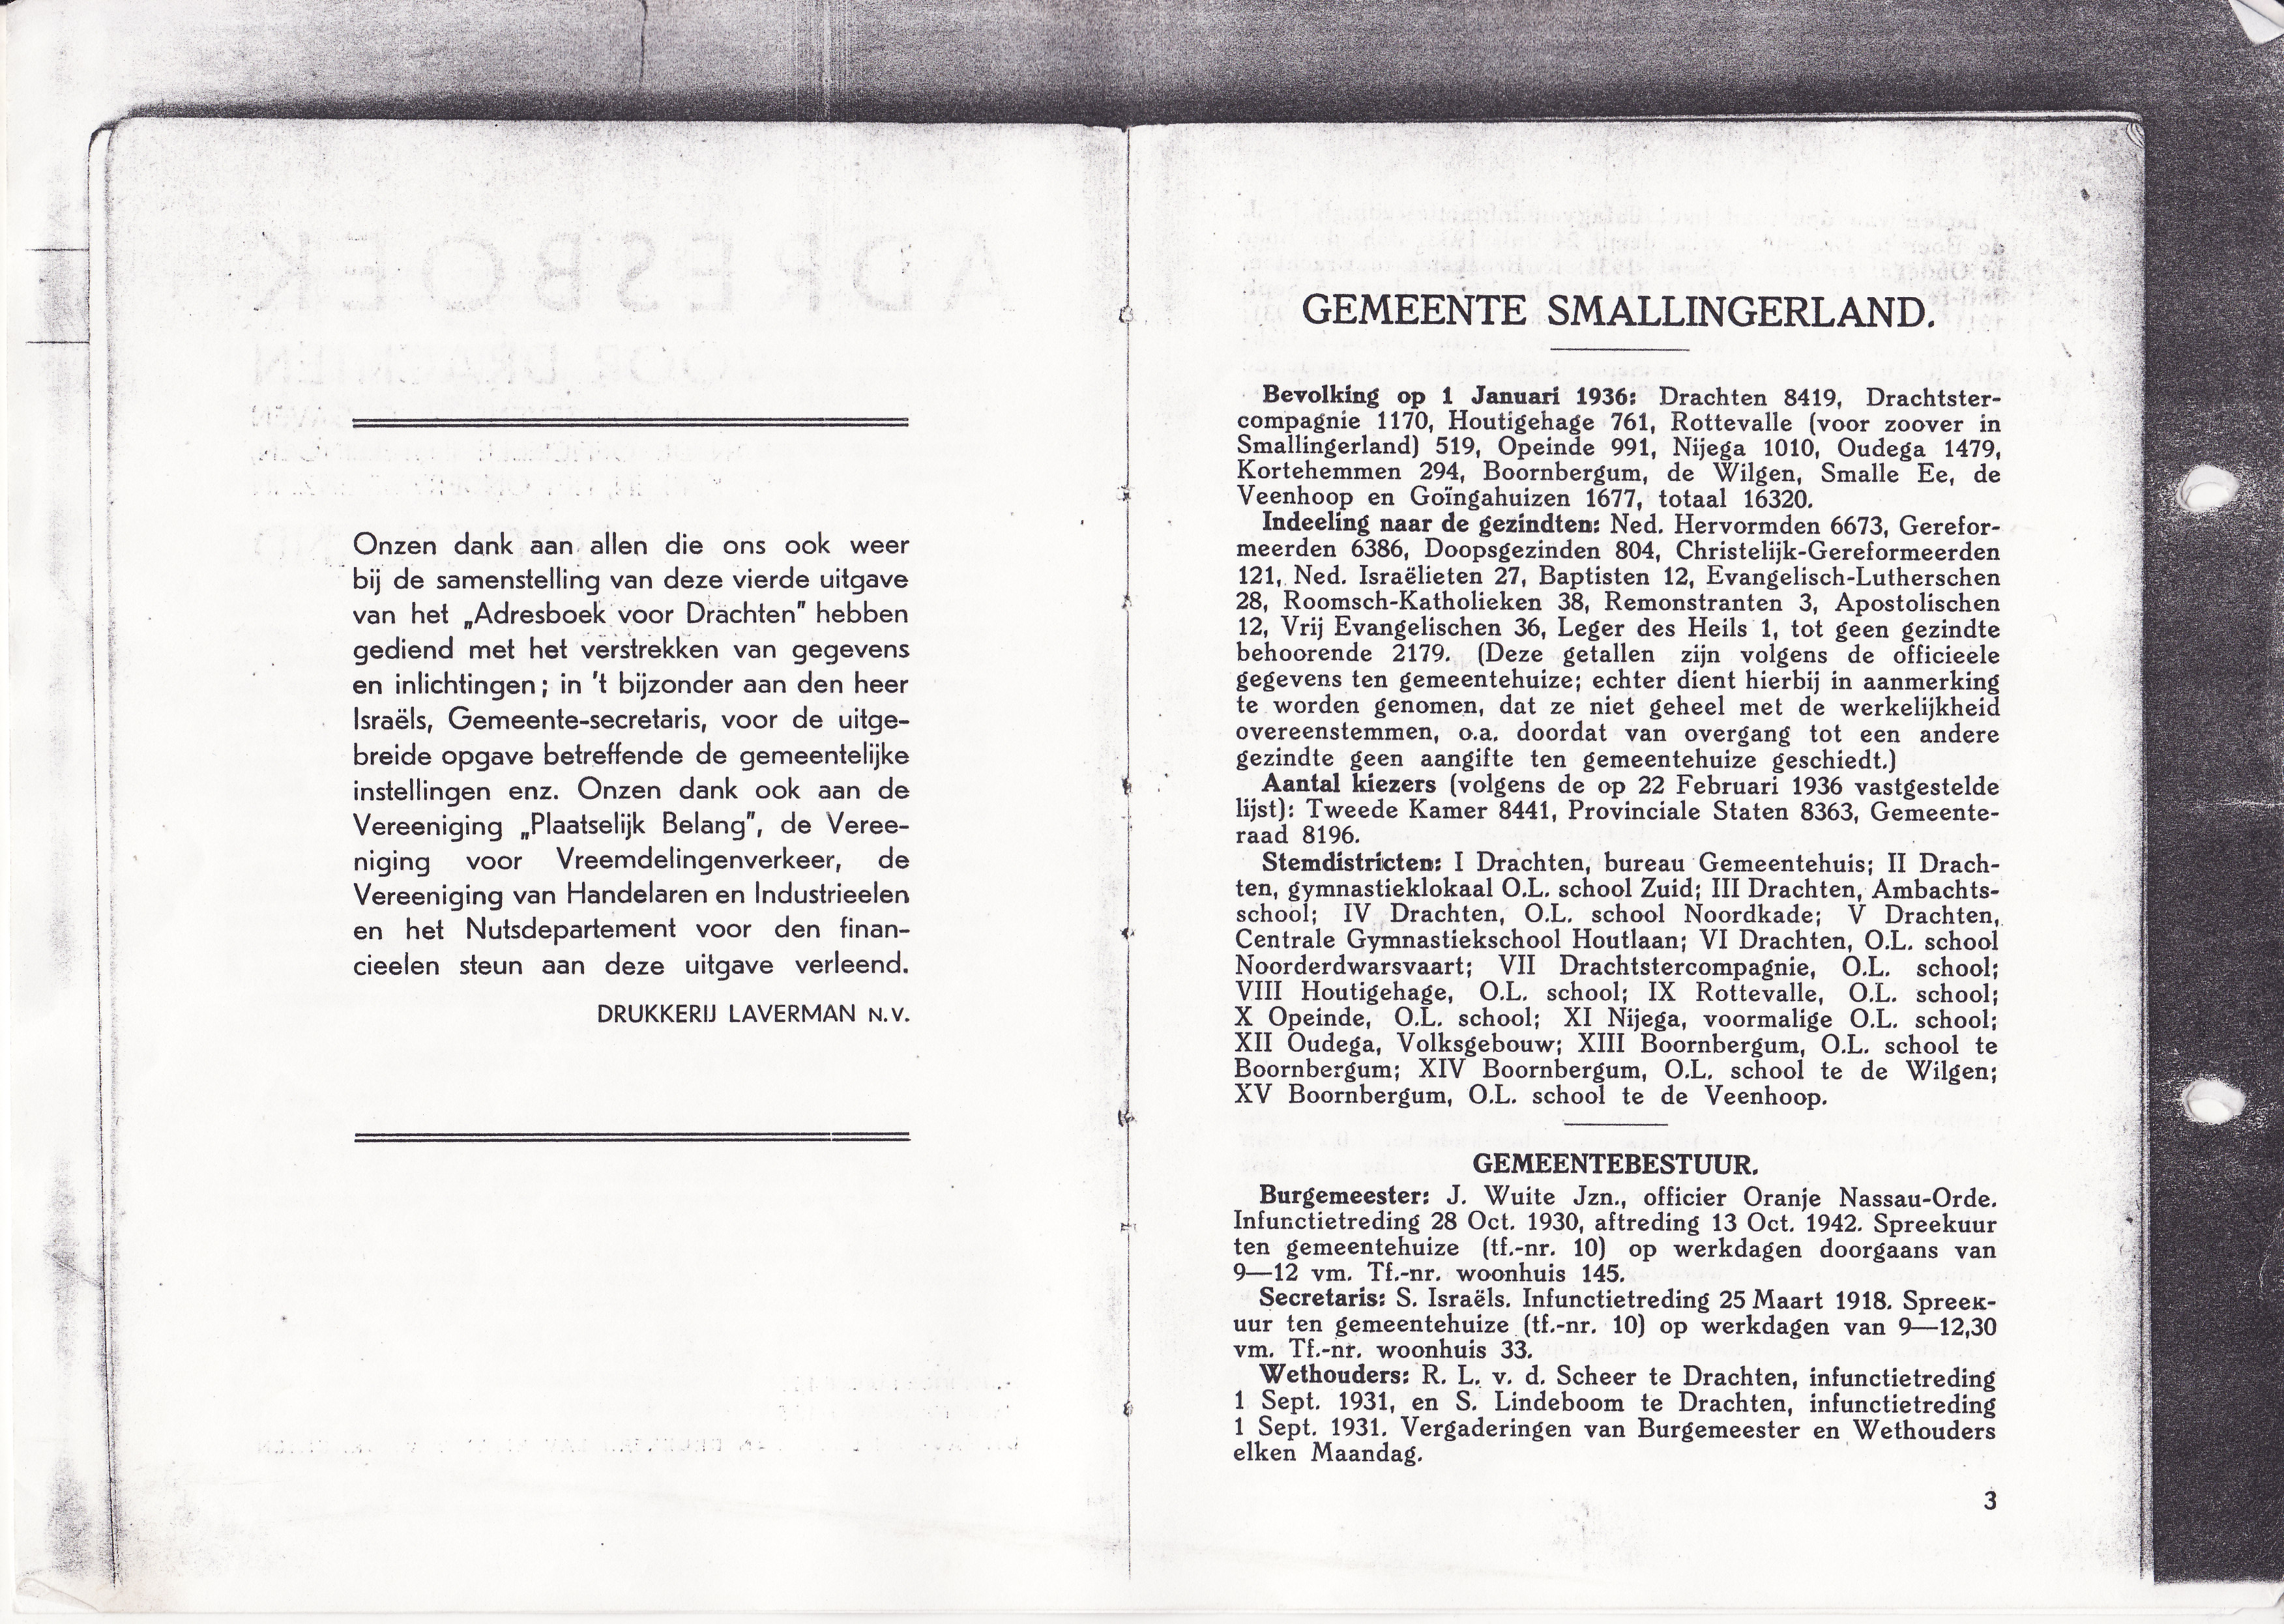 Onzen dank aan allen die ons ook weer
bij de samenstelling van deze vierde uitgave
van het „Adresboek voor Drachten" hebben
gediend met het verstrekken van gegevens
en inlichtingen; in 't bijzonder aan den heer
Israëls, Gemeente-secretaris, voor de uitge-
breide opgave betreffende de gemeentelijke
instellingen enz. Onzen dank ook aan de
Vereeniging „Plaatselijk Belang", de Veree-
niging voor Vreemdelingenverkeer, de
Vereeniging van Handelaren en Industrieelen
en het Nutsdepartement voor den finan-
cieelen steun aan deze uitgave verleend.
DRUKKERIJ LAVERMAN N.V.
GEMEENTE SMALLINGERLAND.
Bevolking op 1 Januari 1936: Drachten 8419, Drachtster-
compagnie 1170, Houtigehage 761, Rottevalle (voor zoover in
Smallingerland) 519, Opeinde 991, Nijega 1010, Oudega 1479,
Kortehemmen 294, Boornbergum, de Wilgen, Smalle Ee, de
Veenhoop en Goïngahuizen 1677, totaal 16320.
Indeeling naar de gezindten: Ned. Hervormden 6673, Gerefor-
meerden 6386, Doopsgezinden 804, Christelijk-Gereformeerden
121, Ned. Israëlieten 27, Baptisten 12, Evangelisch-Lutherschen
28, Roomsch-Katholieken 38, Remonstranten 3, Apostolischen
12, Vrij Evangelischen 36, Leger des Heils 1, tot geen gezindte
behoorende 2179. (Deze getallen zijn volgens de officieele
gegevens ten gemeentehuize; echter dient hierbij in aanmerking
te worden genomen, dat ze niet geheel met de werkelijkheid
overeenstemmen, o.a. doordat van overgang tot een andere
gezindte geen aangifte ten gemeentehuize geschiedt.)
Aantal kiezers (volgens de op 22 Februari 1936 vastgestelde
lijst): Tweede Kamer 8441, Provinciale Staten 8363, Gemeente-
raad 8196.
Stemdistricten: I Drachten, bureau Gemeentehuis; II Drach-
ten, gymnastieklokaal O.L. school Zuid; III Drachten, Ambachts-
school; IV Drachten, O.L. school Noordkade; V Drachten,
Centrale Gymnastiekschool Houtlaan; VI Drachten, O.L. school
Noorderdwarsvaart; VII Drachtstercompagnie, O.L. school;
VIII Houtigehage, O.L. school; IX Rottevalle, O.L. school;
X Opeinde, O.L. school; XI Nijega, voormalige O.L. school;
XII Oudega, Volksgebouw; XIII Boornbergum, O.L. school te
Boornbergum; XIV Boornbergum, O.L. school te de Wilgen;
XV Boornbergum, O.L. school te de Veenhoop.
GEMEENTEBESTUUR.
Burgemeester: J. Wuite Jzn., officier Oranje Nassau-Orde.
Infunctietreding 28 Oct. 1930, aftreding 13 Oct. 1942. Spreekuur
ten gemeentehuize (tf.-nr. 10) op werkdagen doorgaans van
9—12 vm. Tf.-nr. woonhuis 145.
Secretaris: S. Israëls. Infunctietreding 25 Maart 1918. Spreek-
uur ten gemeentehuize (tf.-nr. 10) op werkdagen van 9—12,30
vm. Tf.-nr. woonhuis 33.
Wethouders: R. L. v. d. Scheer te Drachten, infunctietreding
1 Sept. 1931, en S. Lindeboom te Drachten, infunctietreding
1 Sept. 1931. Vergaderingen van Burgemeester en Wethouders
elken Maandag.
3